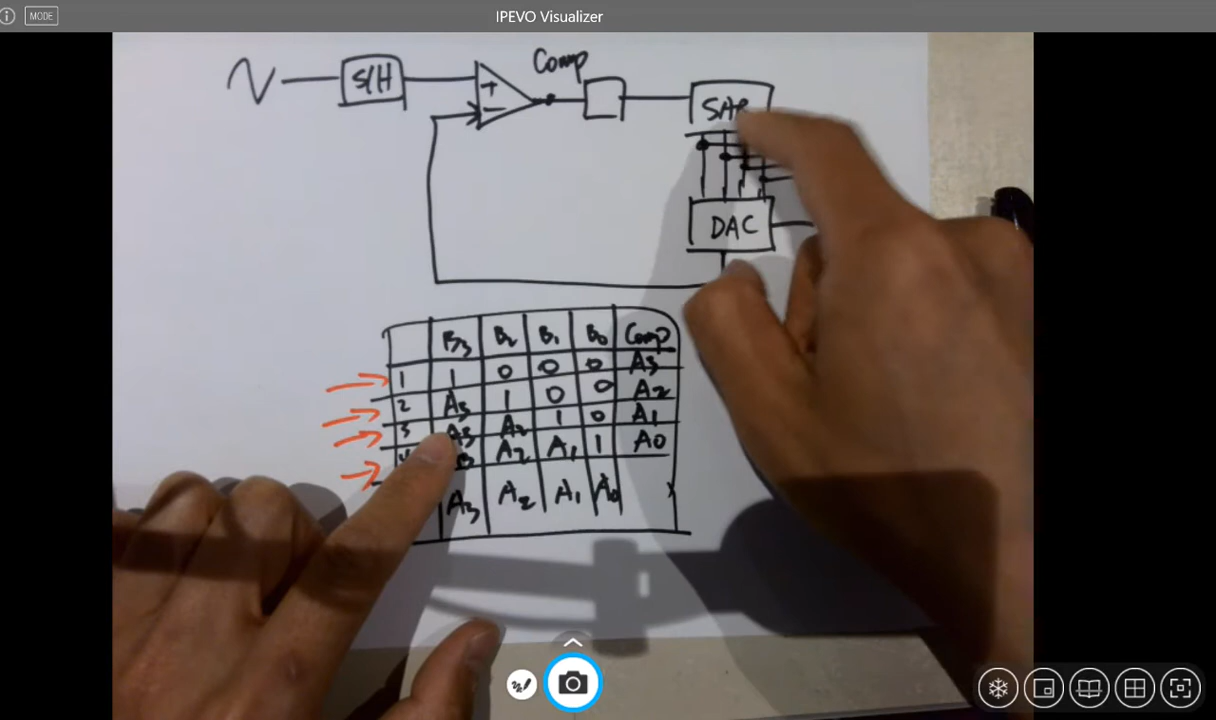 MODE
IPEVO Visualizer
S/H
+
-
Comp
SAR
DAC
B3 B2 B1 B0 Comp
1 1 0 0 0 A3
2 A3 1 0 0 A2
3 A3 A2 1 0 A1
A2 A1 1 A0
A3 A2 A1 A0